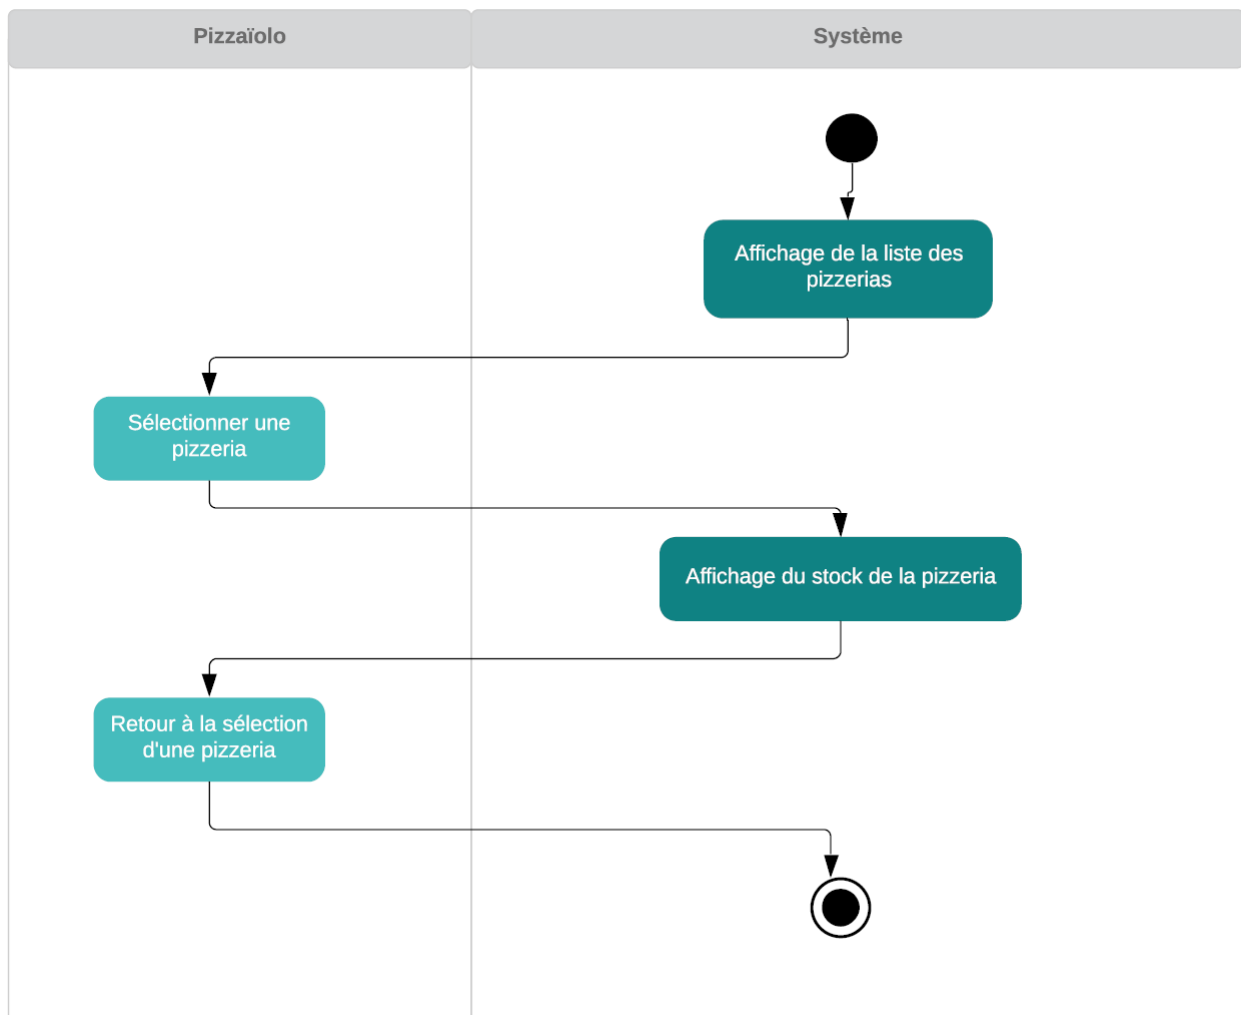 Pizzaïolo
Système
Affichage de la liste des
pizzerias
Sélectionner une
pizzeria
Affichage du stock de la pizzeria
Retour à la sélection
d'une pizzeria